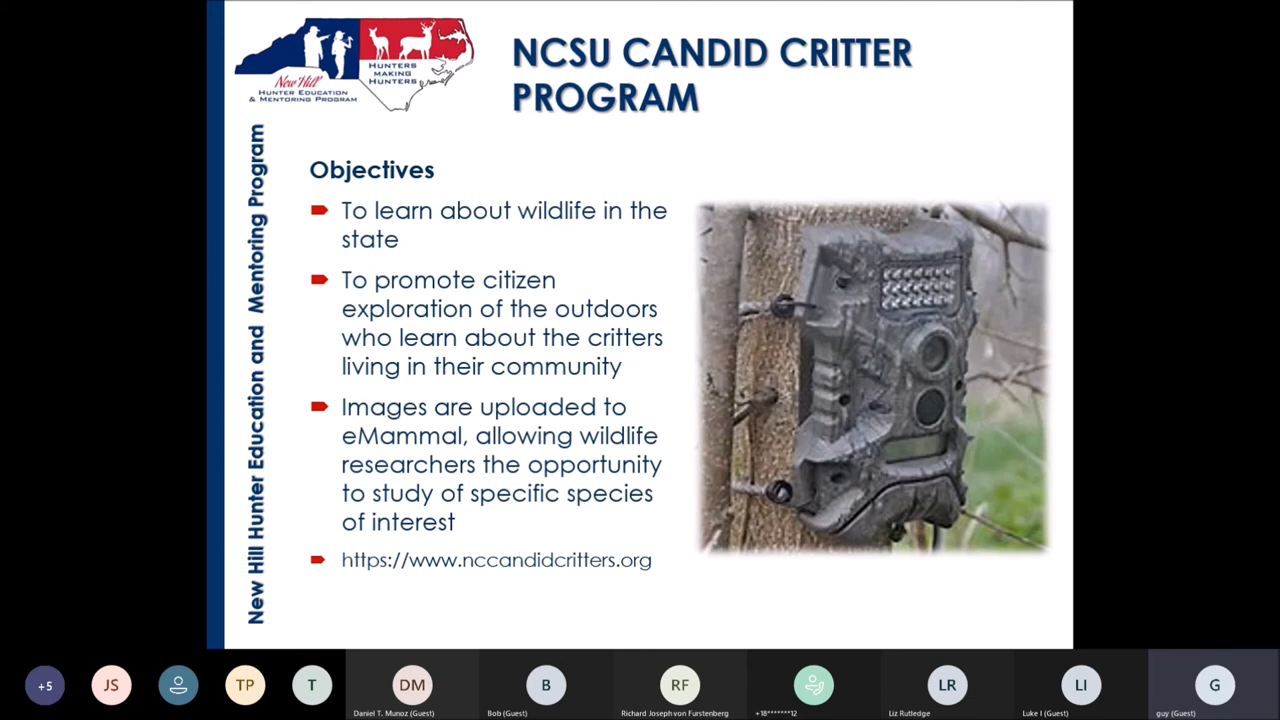 NCSU CANDID CRITTER
PROGRAM
New Hill
HUNTER EDUCATION
& MENTORING PROGRAM
HUNTERS
MAKING
HUNTERS
New Hill Hunter Education and Mentoring Program
Objectives
To learn about wildlife in the
state
To promote citizen
exploration of the outdoors
who learn about the critters
living in their community
Images are uploaded to
eMammal, allowing wildlife
researchers the opportunity
to study of specific species
of interest
https://www.nccandidcritters.org
+5
JS
TP
T
DM
B
RF
LR
LI
G
Daniel T. Munoz (Guest)
Bob (Guest)
Richard Joseph von Furstenberg
+18*******12
Liz Rutledge
Luke I (Guest)
guy (Guest)